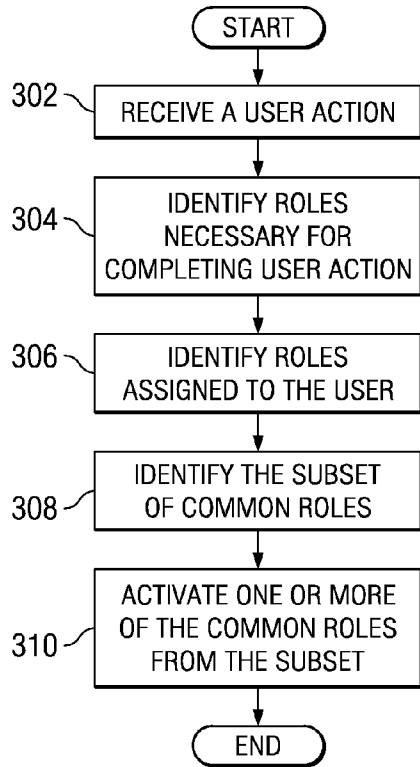 START
302
RECEIVE A USER ACTION
304
IDENTIFY ROLES
NECESSARY FOR
COMPLETING USER ACTION
306
IDENTIFY ROLES
ASSIGNED TO THE USER
308
IDENTIFY THE SUBSET
OF COMMON ROLES
310
ACTIVATE ONE OR MORE
OF THE COMMON ROLES
FROM THE SUBSET
END